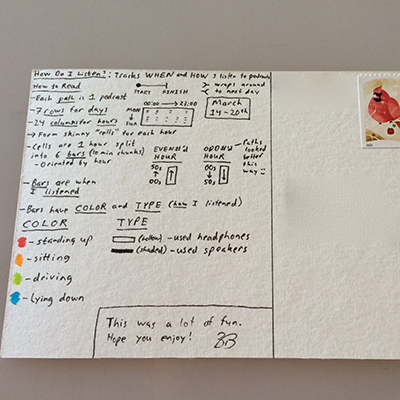 How Do I Listen?: Tracks WHEN and HOW I listen to podcasts
How to Read
START FINISH
wraps around
to next day
- Each path is 1 podcast
- 7 rows for days
MON
SUN
00:00 → 23:00
March
14-20th
- 24 columns for hours
→ Form skinny "cells" for each hour
- Cells are 1 hour split
into 6 bars (10 min chunks)
- Oriented by hour
EVEN #'D
HOUR
50s
00s
ODD #'D
HOUR
00s
50s
Paths
looked
better
this
way :)
- Bars are when
I listened
- Bars have COLOR and TYPE (how I listened)
COLOR
TYPE
- standing up
- sitting
- driving
- lying down
(hollow) - used headphones
(shaded) - used speakers
This was a lot of fun.
Hope you enjoy!